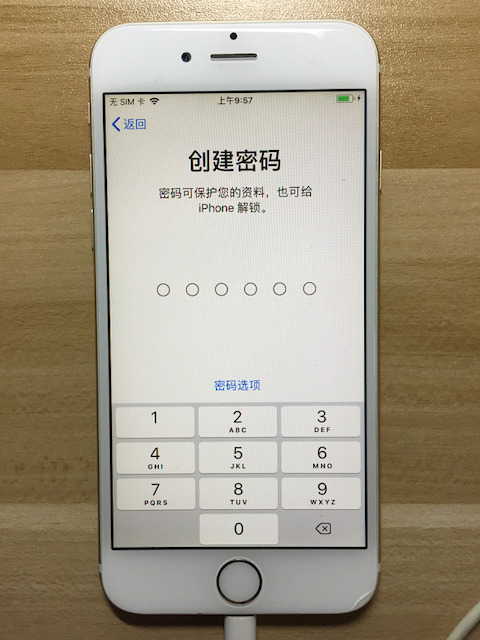 无 SIM 卡 上午9:57
返回
创建密码
密码可保护您的资料，也可给
iPhone 解锁。
密码选项
1 2 3
ABC DEF
4 5 6
GHI JKL MNO
7 8 9
PQRS TUV WXYZ
0